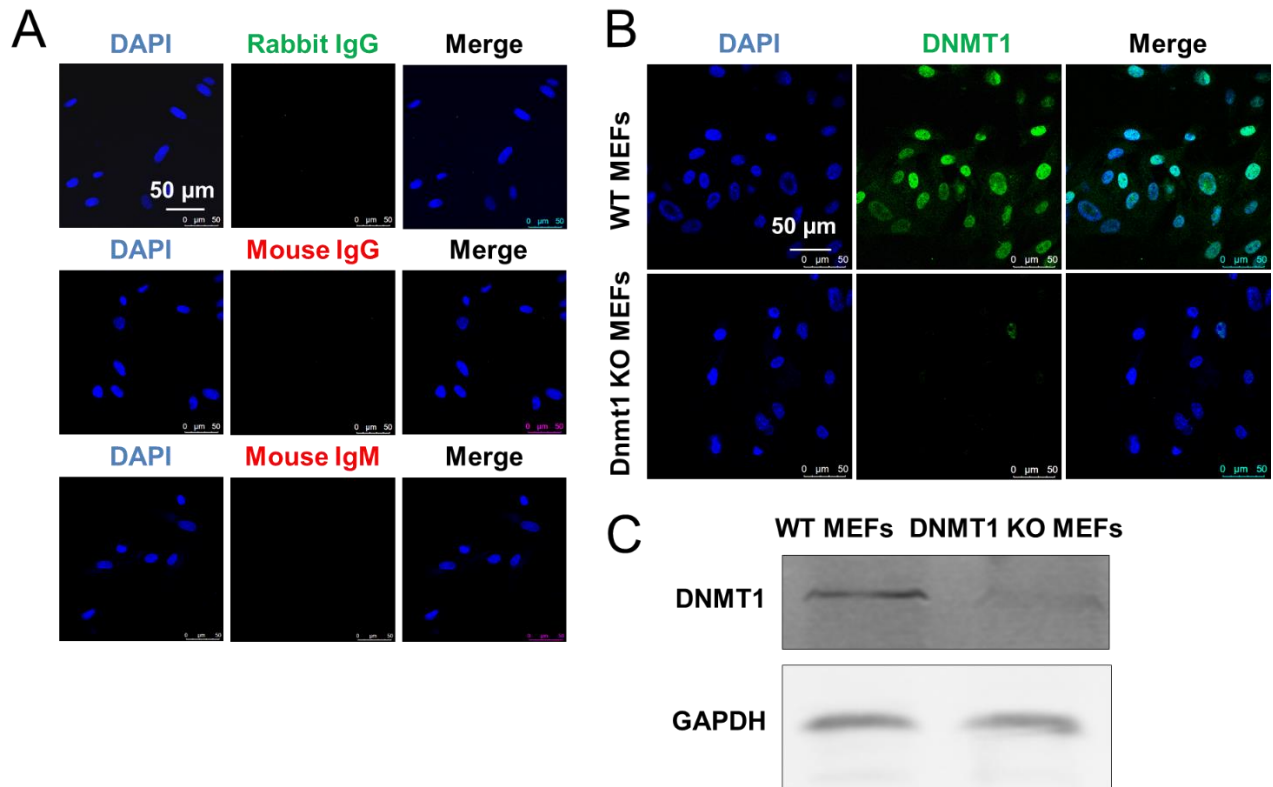 A
B
DAPI Rabbit IgG Merge
50 µm
0 µm 50
0 µm 50
0 µm 50
Mouse IgG Merge
0 µm 50
0 µm 50
0 µm 50
DAPI Mouse IgM Merge
0 µm 50
0 µm 50
0 µm 50
DAPI DNMT1 Merge
WT MEFs
50 µm
0 µm 50
0 µm 50
0 µm 50
Dnmt1 KO MEFs
0 µm 50
0 µm 50
0 µm 50
C
WT MEFs DNMT1 KO MEFs
DNMT1
GAPDH